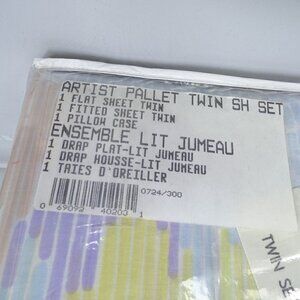 ARTIST PALLET TWIN SH SET
1 FLAT SHEET TWIN
1 FITTED SHEET TWIN
1 PILLOW CASE
ENSEMBLE LIT JUMEAU
1 DRAP PLAT-LIT JUMEAU
1 DRAP HOUSSE-LIT JUMEAU
1 TAIES D'OREILLER
0724/300
0 69092 40203 1
TWIN SE